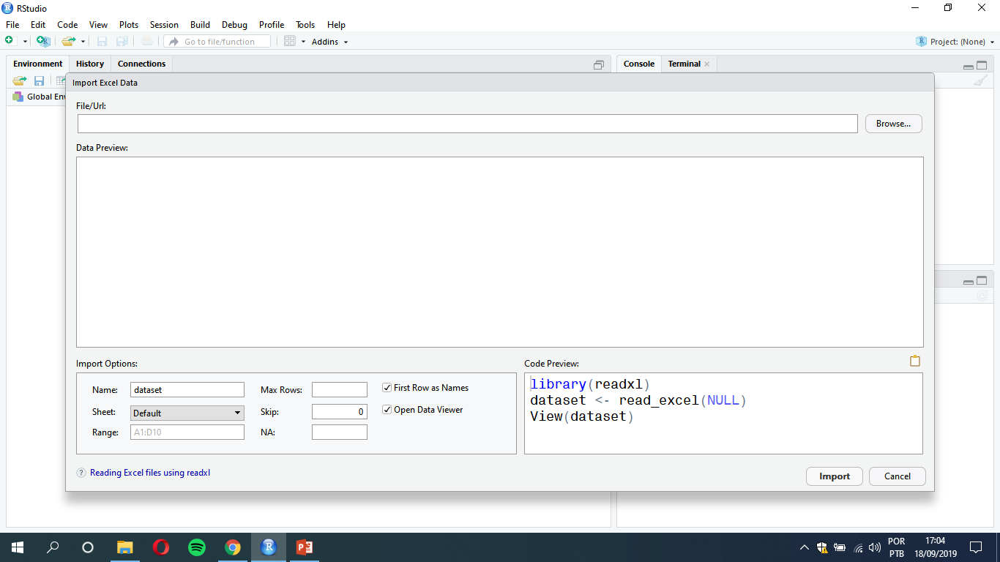 RStudio
File Edit Code View Plots Session Build Debug Profile Tools Help
Go to file/function Addins Project: (None)
Environment History Connections Console Terminal
Import Excel Data
Global Env
File/Url:
Browse...
Data Preview:
Import Options:
Name: dataset Max Rows: First Row as Names
Sheet: Default Skip: 0 Open Data Viewer
Range: A1:D10 NA:
Code Preview:
library(readxl)
dataset <- read_excel(NULL)
View(dataset)
? Reading Excel files using readxl
Import Cancel
POR
PTB
17:04
18/09/2019